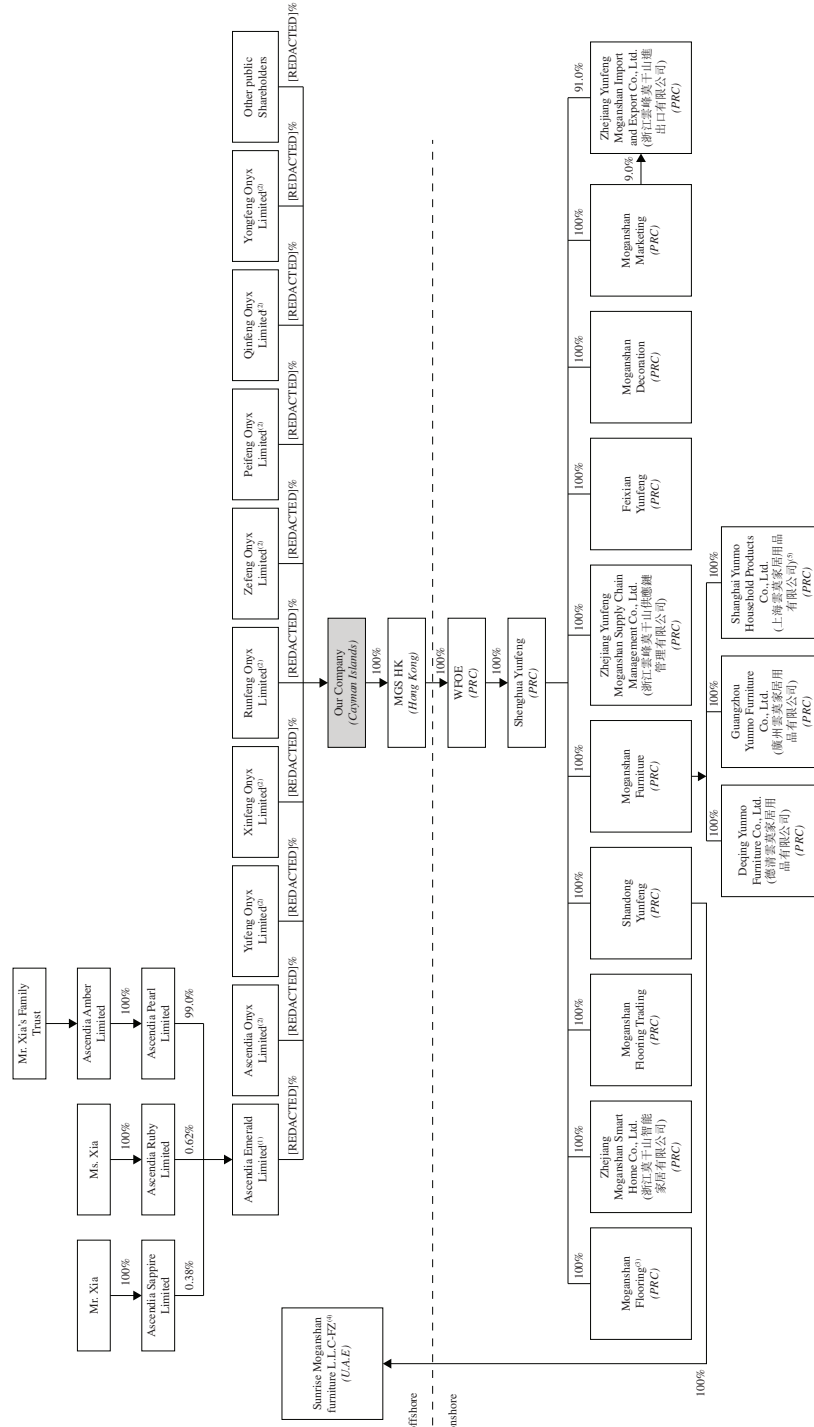 Mr. Xia's Family
Trust
Mr. Xia
Ms. Xia
Ascendia Amber
Limited
100%
100%
100%
Ascendia Sappire
Limited
Ascendia Ruby
Limited
Ascendia Pearl
Limited
0.38%
0.62%
99.0%
Ascendia Emerald
Limited(1)
Ascendia Onyx
Limited(2)
Yufeng Onyx
Limited(2)
Xinfeng Onyx
Limited(2)
Runfeng Onyx
Limited(2)
Zefeng Onyx
Limited(2)
Peifeng Onyx
Limited(2)
Qinfeng Onyx
Limited(2)
Yongfeng Onyx
Limited(2)
Other public
Shareholders
[REDACTED]%
[REDACTED]%
[REDACTED]%
[REDACTED]%
[REDACTED]%
[REDACTED]%
[REDACTED]%
[REDACTED]%
[REDACTED]%
[REDACTED]%
Our Company
(Cayman Islands)
100%
Sunrise Moganshan
furniture L.L.C-FZ(4)
(U.A.E)
MGS HK
(Hong Kong)
ffshore
100%
nshore
WFOE
(PRC)
100%
Shenghua Yunfeng
(PRC)
100%
100%
100%
100%
100%
100%
100%
100%
100%
91.0%
Moganshan
Flooring(3)
(PRC)
Zhejiang
Moganshan Smart
Home Co., Ltd.
(浙江莫干山智能
家居有限公司)
(PRC)
Moganshan
Flooring Trading
(PRC)
Shandong
Yunfeng
(PRC)
Moganshan
Furniture
(PRC)
Zhejiang Yunfeng
Moganshan Supply Chain
Management Co., Ltd.
(浙江雲峰莫干山供應鏈
管理有限公司)
(PRC)
Feixian
Yunfeng
(PRC)
Moganshan
Decoration
(PRC)
Moganshan
Marketing
(PRC)
9.0%
Zhejiang Yunfeng
Moganshan Import
and Export Co., Ltd.
(浙江雲峰莫干山進
出口有限公司)
(PRC)
100%
100%
100%
100%
Deqing Yunmo
Furniture Co., Ltd.
(德清雲莫家居用
品有限公司)
(PRC)
Guangzhou
Yunmo Furniture
Co., Ltd.
(廣州雲莫家居用
品有限公司)
(PRC)
Shanghai Yunmo
Household Products
Co., Ltd.
(上海雲莫家居用品
有限公司)(5)
(PRC)